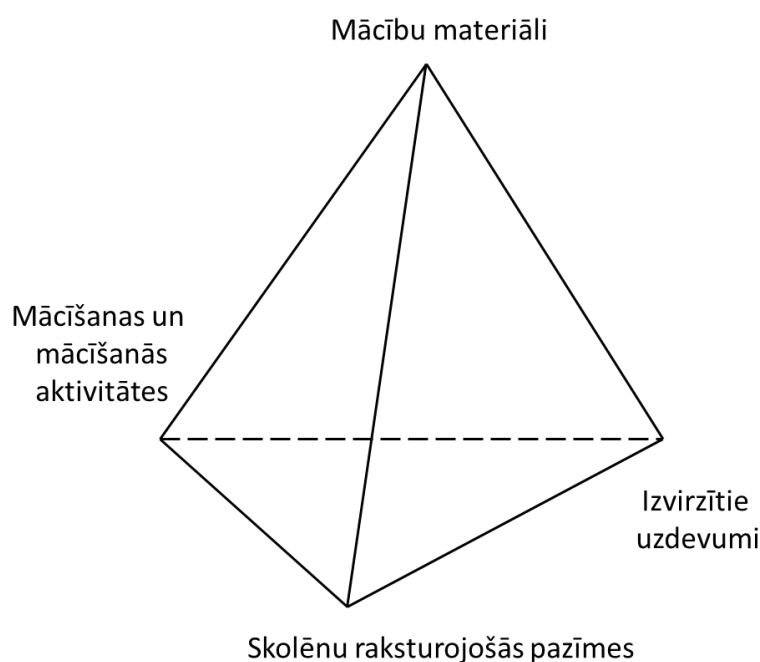 Mācību materiāli
Mācīšanas un
mācīšanās
aktivitātes
Izvirzītie
uzdevumi
Skolēnu raksturojošās pazīmes